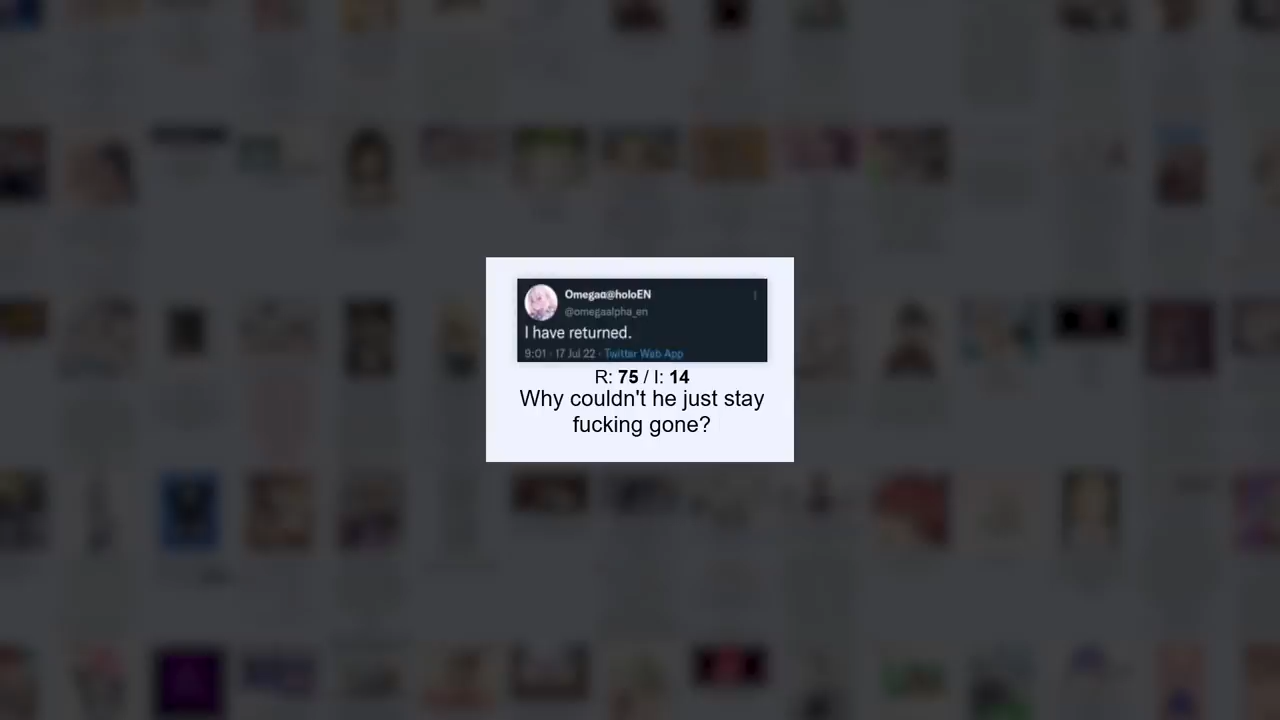 Omegaα@holoEN
@omegaalpha_en
I have returned.
9:01 · 17 Jul 22 · Twitter Web App
R: 75 / I: 14
Why couldn't he just stay
fucking gone?